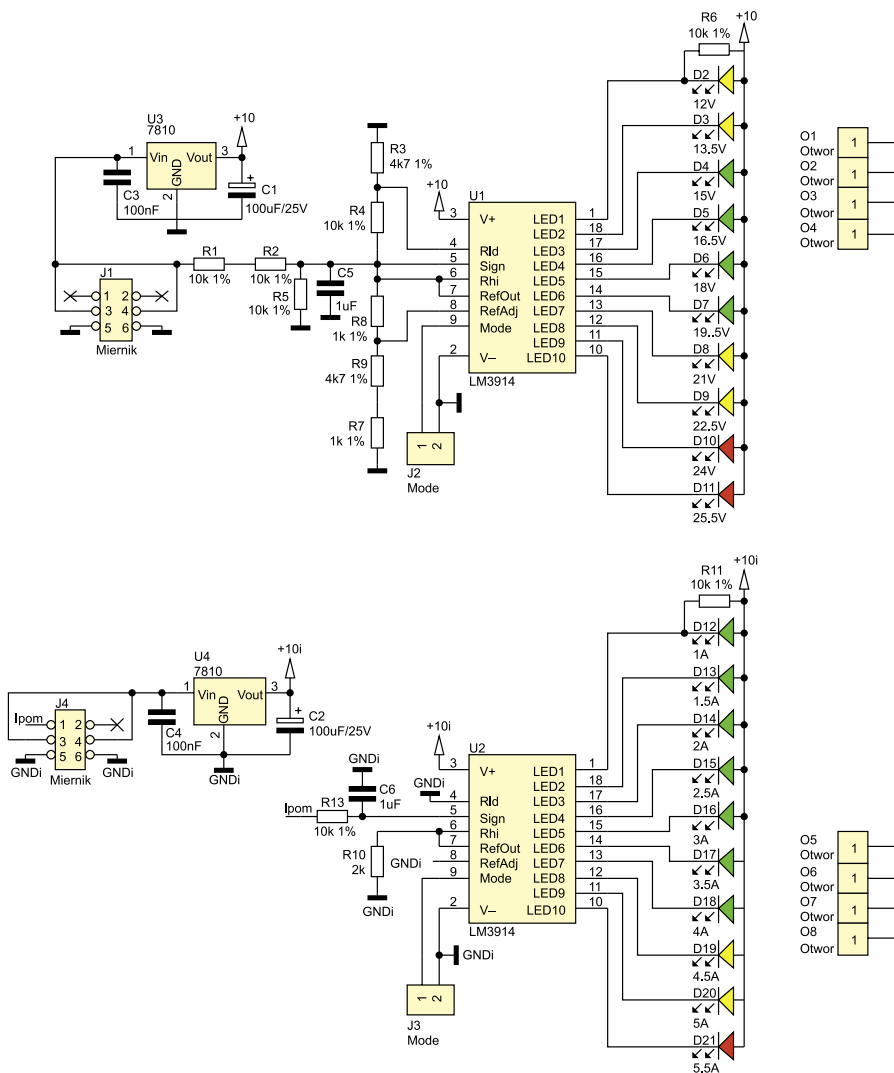 R6
10k 1%
+10
D2
12V
D3
13.5V
D4
15V
D5
16.5V
D6
18V
D7
19..5V
D8
21V
D9
22.5V
D10
24V
D11
25.5V
O1
Otwor
1
O2
Otwor
1
O3
Otwor
1
O4
Otwor
1
U3
7810
+10
1
Vin
Vout
3
GND
2
C3
100nF
+
C1
100uF/25V
R3
4k7 1%
R4
10k 1%
R1
10k 1%
R2
10k 1%
R5
10k 1%
C5
1uF
R8
1k 1%
R9
4k7 1%
R7
1k 1%
J1
1 2
3 4
5 6
Miernik
+10
U1
3 V+ LED1 1
LED2 18
4 Rld LED3 17
5 Sign LED4 16
6 Rhi LED5 15
7 RefOut LED6 14
8 RefAdj LED7 13
9 Mode LED8 12
LED9 11
2 V– LED10 10
LM3914
1 2
J2
Mode
R11
10k 1%
+10i
D12
1A
D13
1.5A
D14
2A
D15
2.5A
D16
3A
D17
3.5A
D18
4A
D19
4.5A
D20
5A
D21
5.5A
O5
Otwor
1
O6
Otwor
1
O7
Otwor
1
O8
Otwor
1
U4
7810
+10i
1
Vin
Vout
3
GND
2
C4
100nF
+
C2
100uF/25V
GNDi
J4
Ipom
1 2
3 4
5 6
GNDi
GNDi
Miernik
+10i
GNDi
C6
1uF
GNDi
Ipom
R13
10k 1%
R10
2k
GNDi
GNDi
U2
3 V+ LED1 1
LED2 18
4 Rld LED3 17
5 Sign LED4 16
6 Rhi LED5 15
7 RefOut LED6 14
8 RefAdj LED7 13
9 Mode LED8 12
LED9 11
2 V– LED10 10
LM3914
GNDi
1 2
J3
Mode